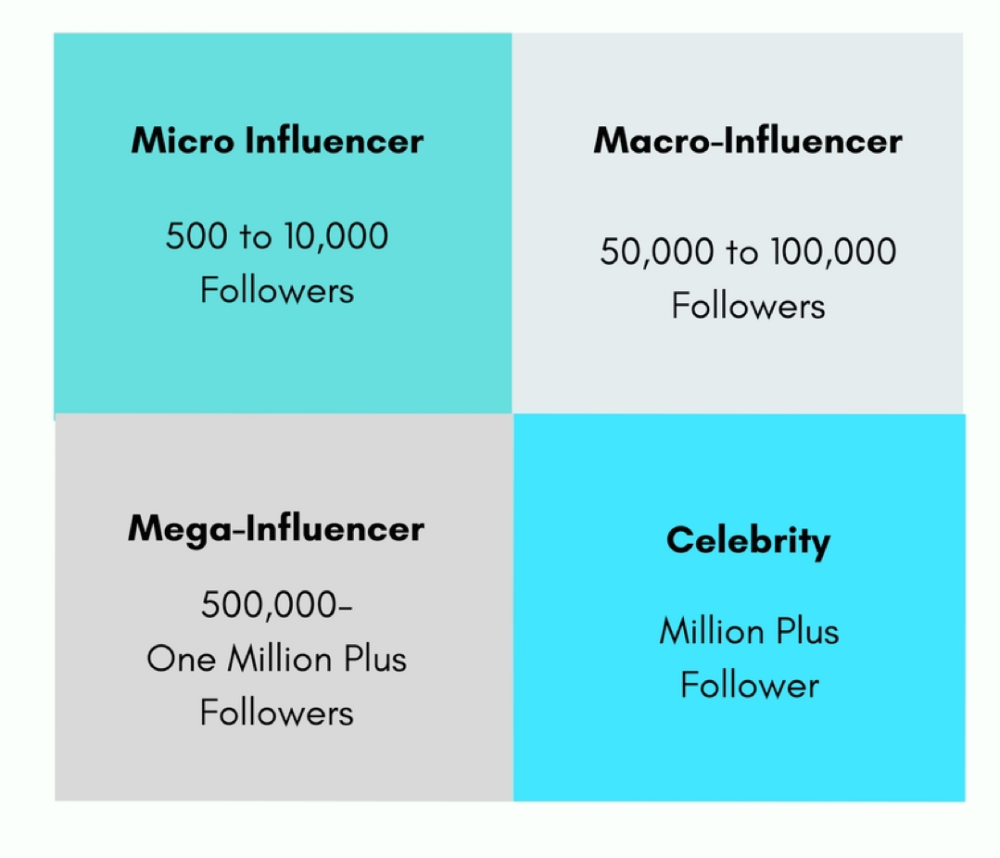 Micro Influencer
500 to 10,000
Followers
Macro-Influencer
50,000 to 100,000
Followers
Mega-Influencer
500,000-
One Million Plus
Followers
Celebrity
Million Plus
Follower